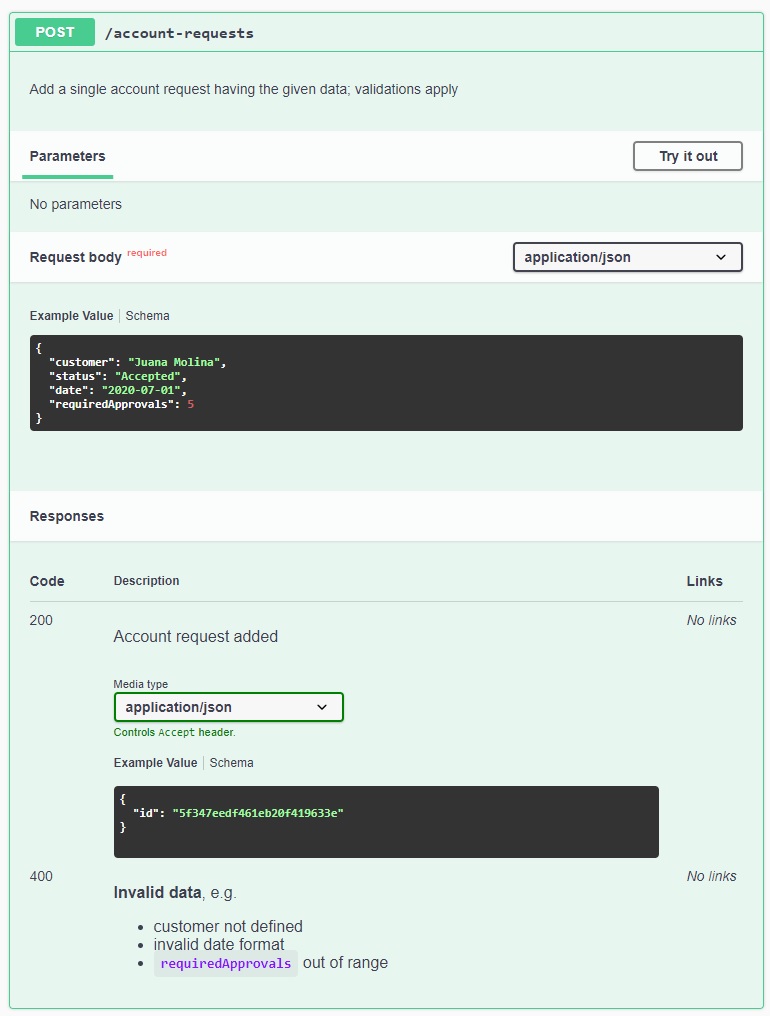 POST /account-requests
Add a single account request having the given data; validations apply
Parameters Try it out
No parameters
Request body required application/json
Example Value Schema
{
"customer": "Juana Molina",
"status": "Accepted",
"date": "2020-07-01",
"requiredApprovals": 5
}
Responses
Code Description Links
200 No links
Account request added
Media type
application/json
Controls Accept header.
Example Value Schema
{
"id": "5f347eedf461eb20f419633e"
}
400 No links
Invalid data, e.g.
• customer not defined
• invalid date format
• requiredApprovals out of range